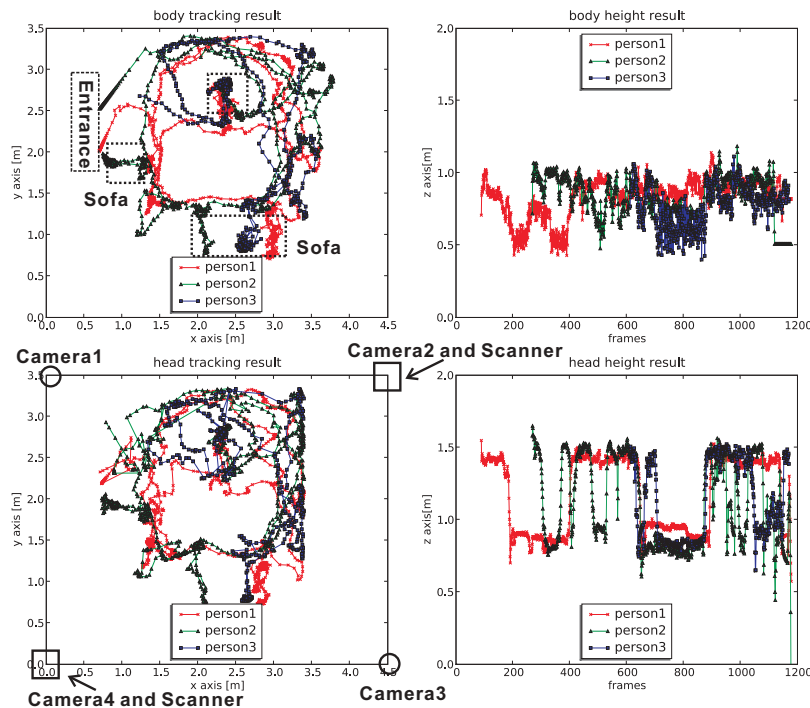 body tracking result
3.5
3.0
2.5
2.0
1.5
1.0
0.5
0.0
y axis [m]
Entrance
Sofa
Sofa
person1
person2
person3
0.0 0.5 1.0 1.5 2.0 2.5 3.0 3.5 4.0 4.5
x axis [m]
body height result
2.0
1.5
1.0
0.5
0.0
z axis[m]
person1
person2
person3
0 200 400 600 800 1000 1200
frames
Camera1
Camera2 and Scanner
head tracking result
3.5
3.0
2.5
2.0
1.5
1.0
0.5
0.0
y axis [m]
person1
person2
person3
0.0 0.5 1.0 1.5 2.0 2.5 3.0 3.5 4.0 4.5
x axis [m]
Camera4 and Scanner
Camera3
head height result
2.0
1.5
1.0
0.5
0.0
z axis[m]
person1
person2
person3
0 200 400 600 800 1000 1200
frames